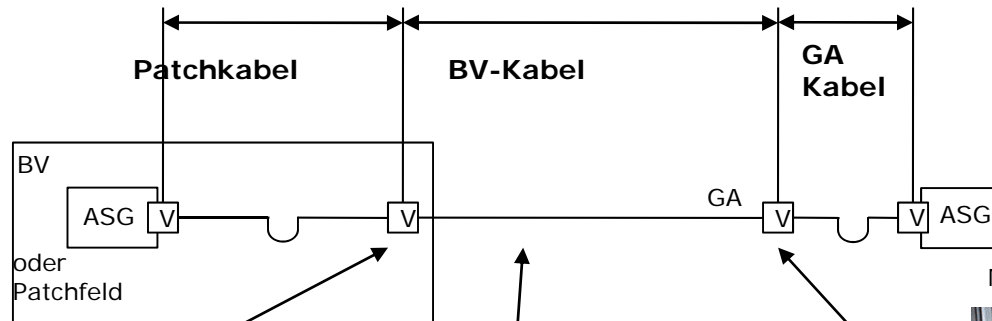 Patchkabel
BV-Kabel
GA
Kabel
BV
ASG
V
V
GA
V
V
ASG
oder
Patchfeld